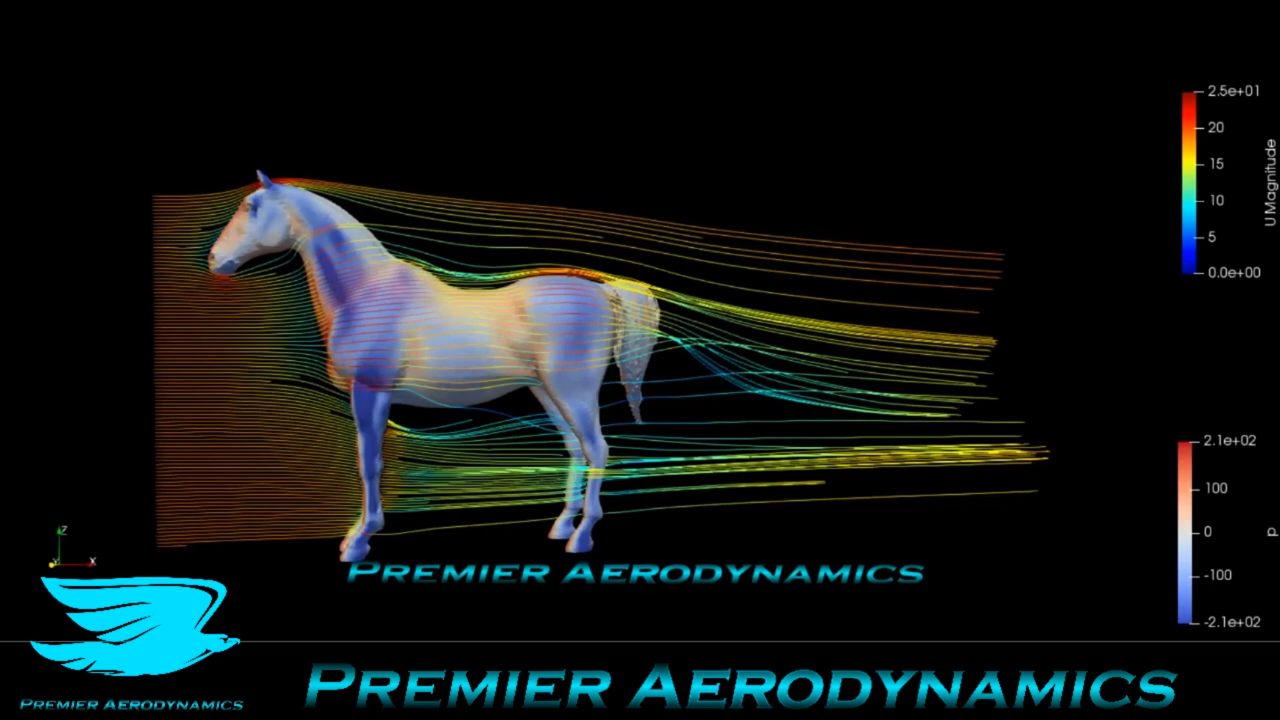 2.5e+01
20
15
10
5
0.0e+00
U Magnitude
2.1e+02
100
0
-100
-2.1e+02
p
Z
Y
X
PREMIER AERODYNAMICS
PREMIER AERODYNAMICS
PREMIER AERODYNAMICS